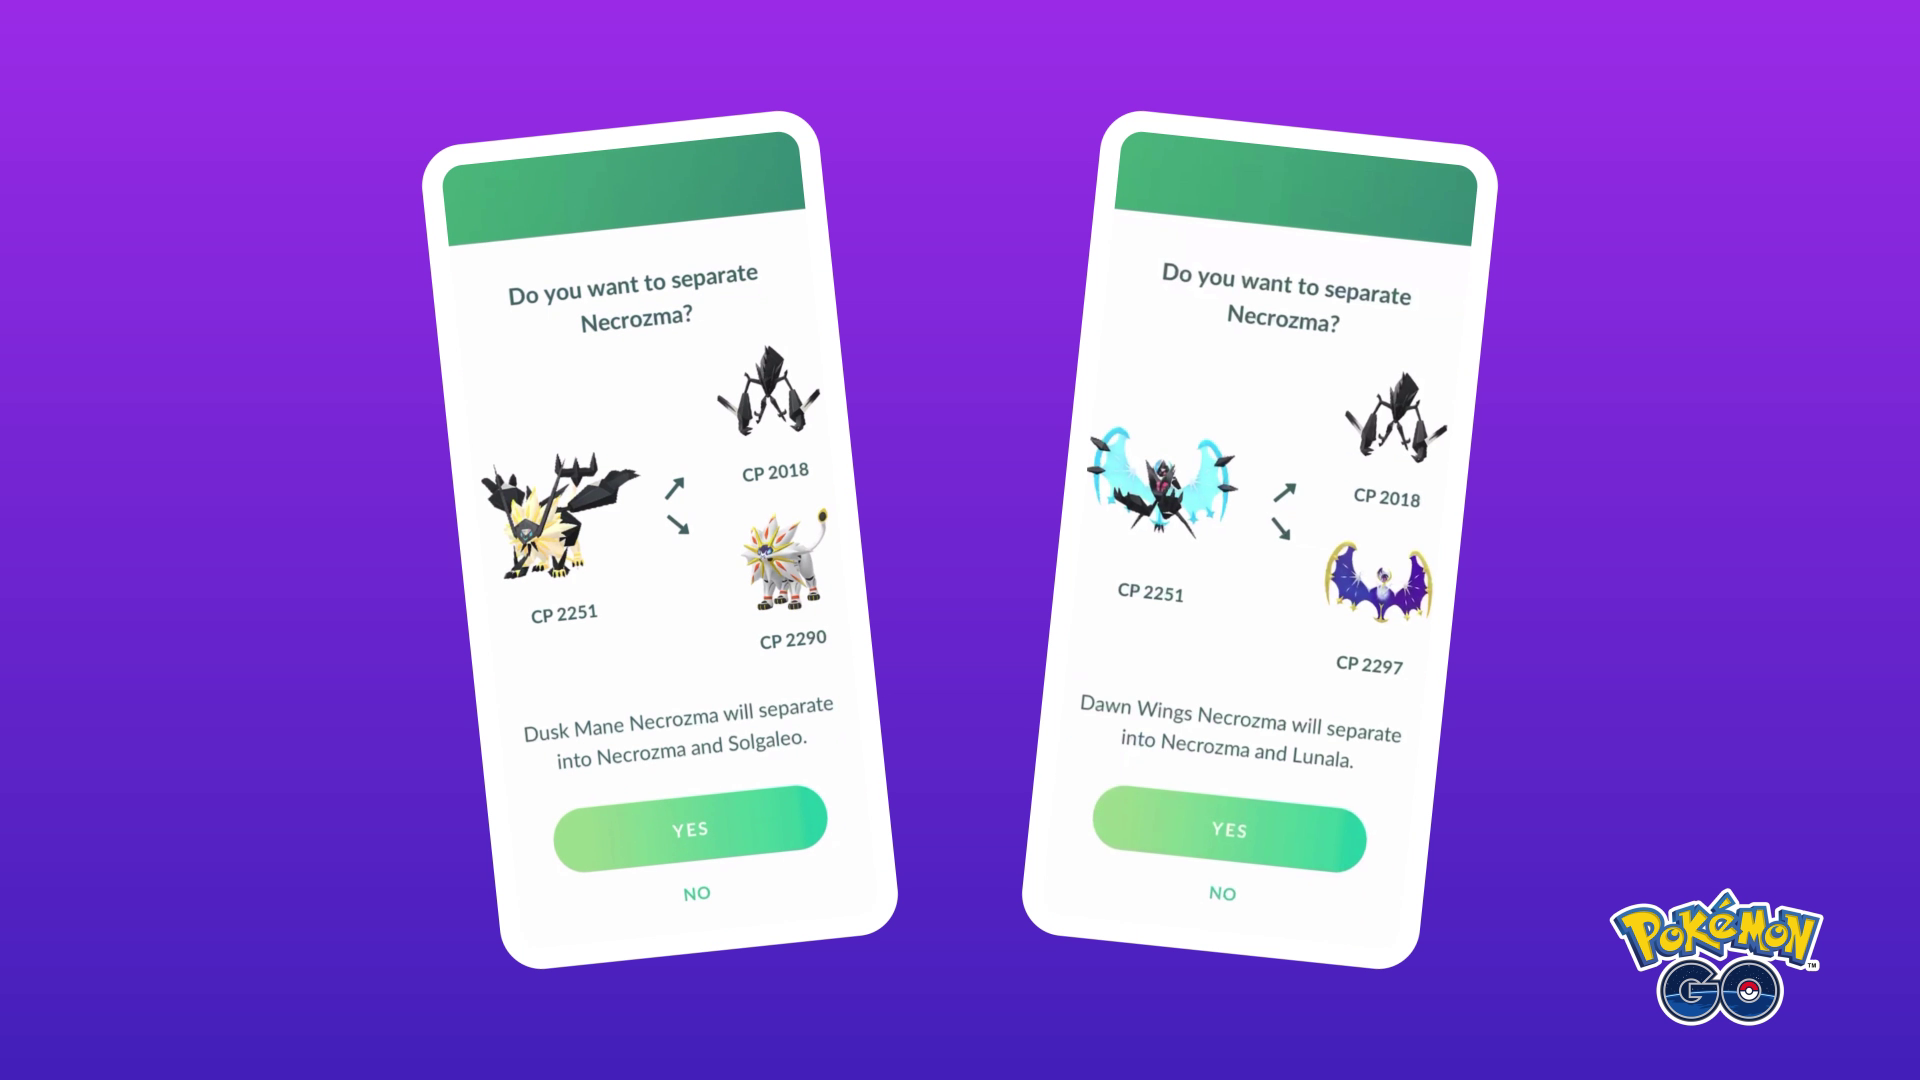 Do you want to separate
Necrozma?
CP 2018
CP 2251
CP 2290
Dusk Mane Necrozma will separate
into Necrozma and Solgaleo.
YES
NO
Do you want to separate
Necrozma?
CP 2018
CP 2251
CP 2297
Dawn Wings Necrozma will separate
into Necrozma and Lunala.
YES
NO
POKéMON
TM
GO